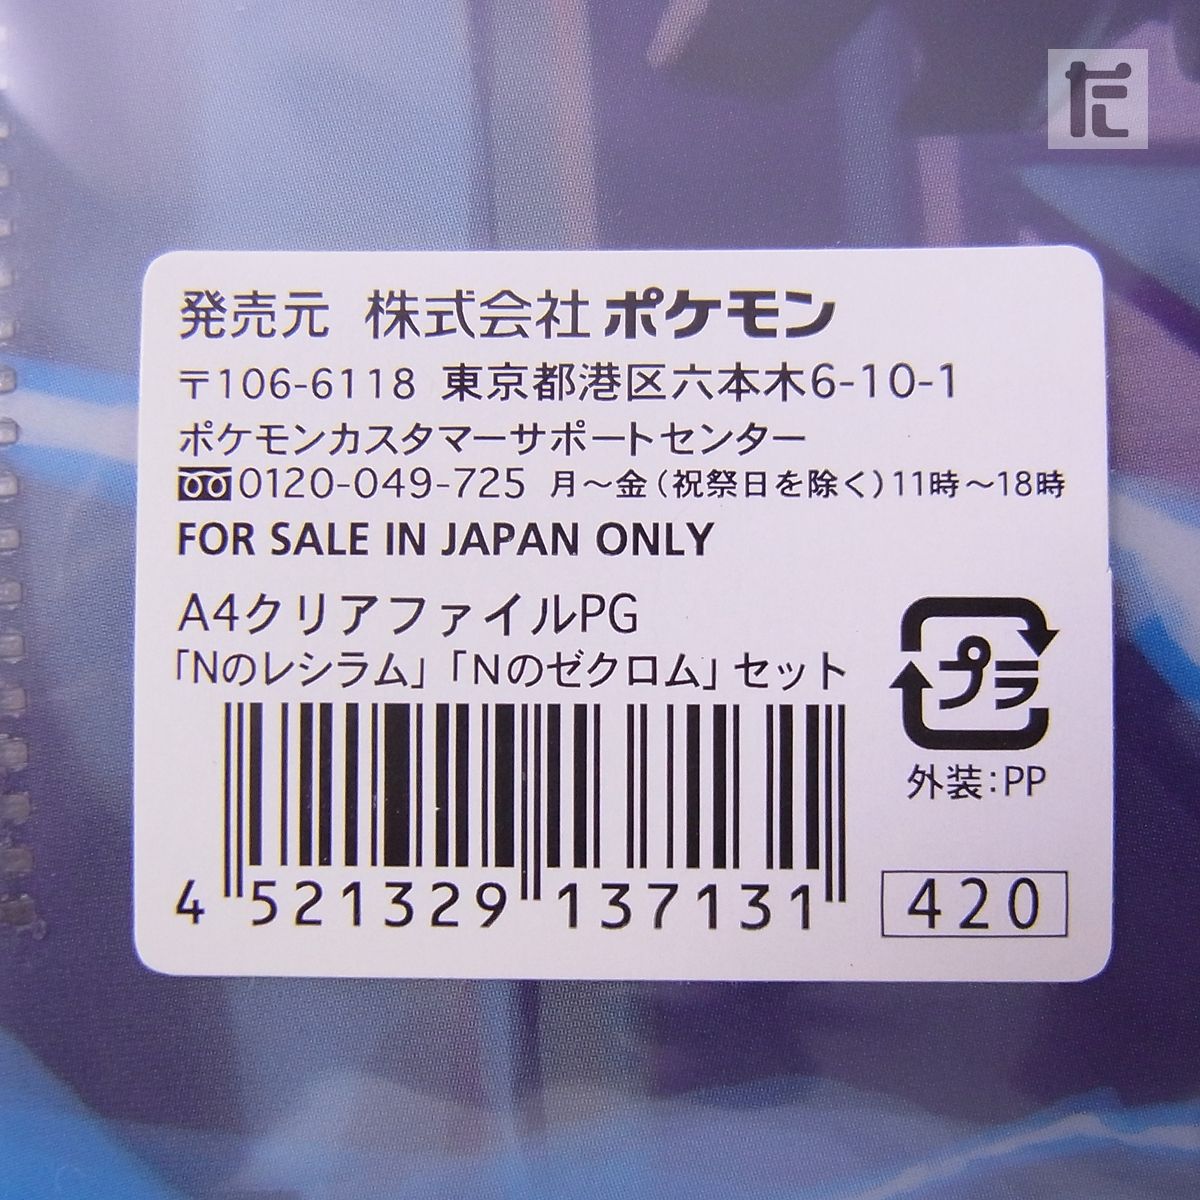 だ
発売元 株式会社ポケモン
〒106-6118 東京都港区六本木6-10-1
ポケモンカスタマーサポートセンター
0120-049-725 月～金(祝祭日を除く)11時～18時
FOR SALE IN JAPAN ONLY
A4クリアファイルPG
「Nのレシラム」「Nのゼクロム」セット
プラ
外装:PP
4 521329 137131
420